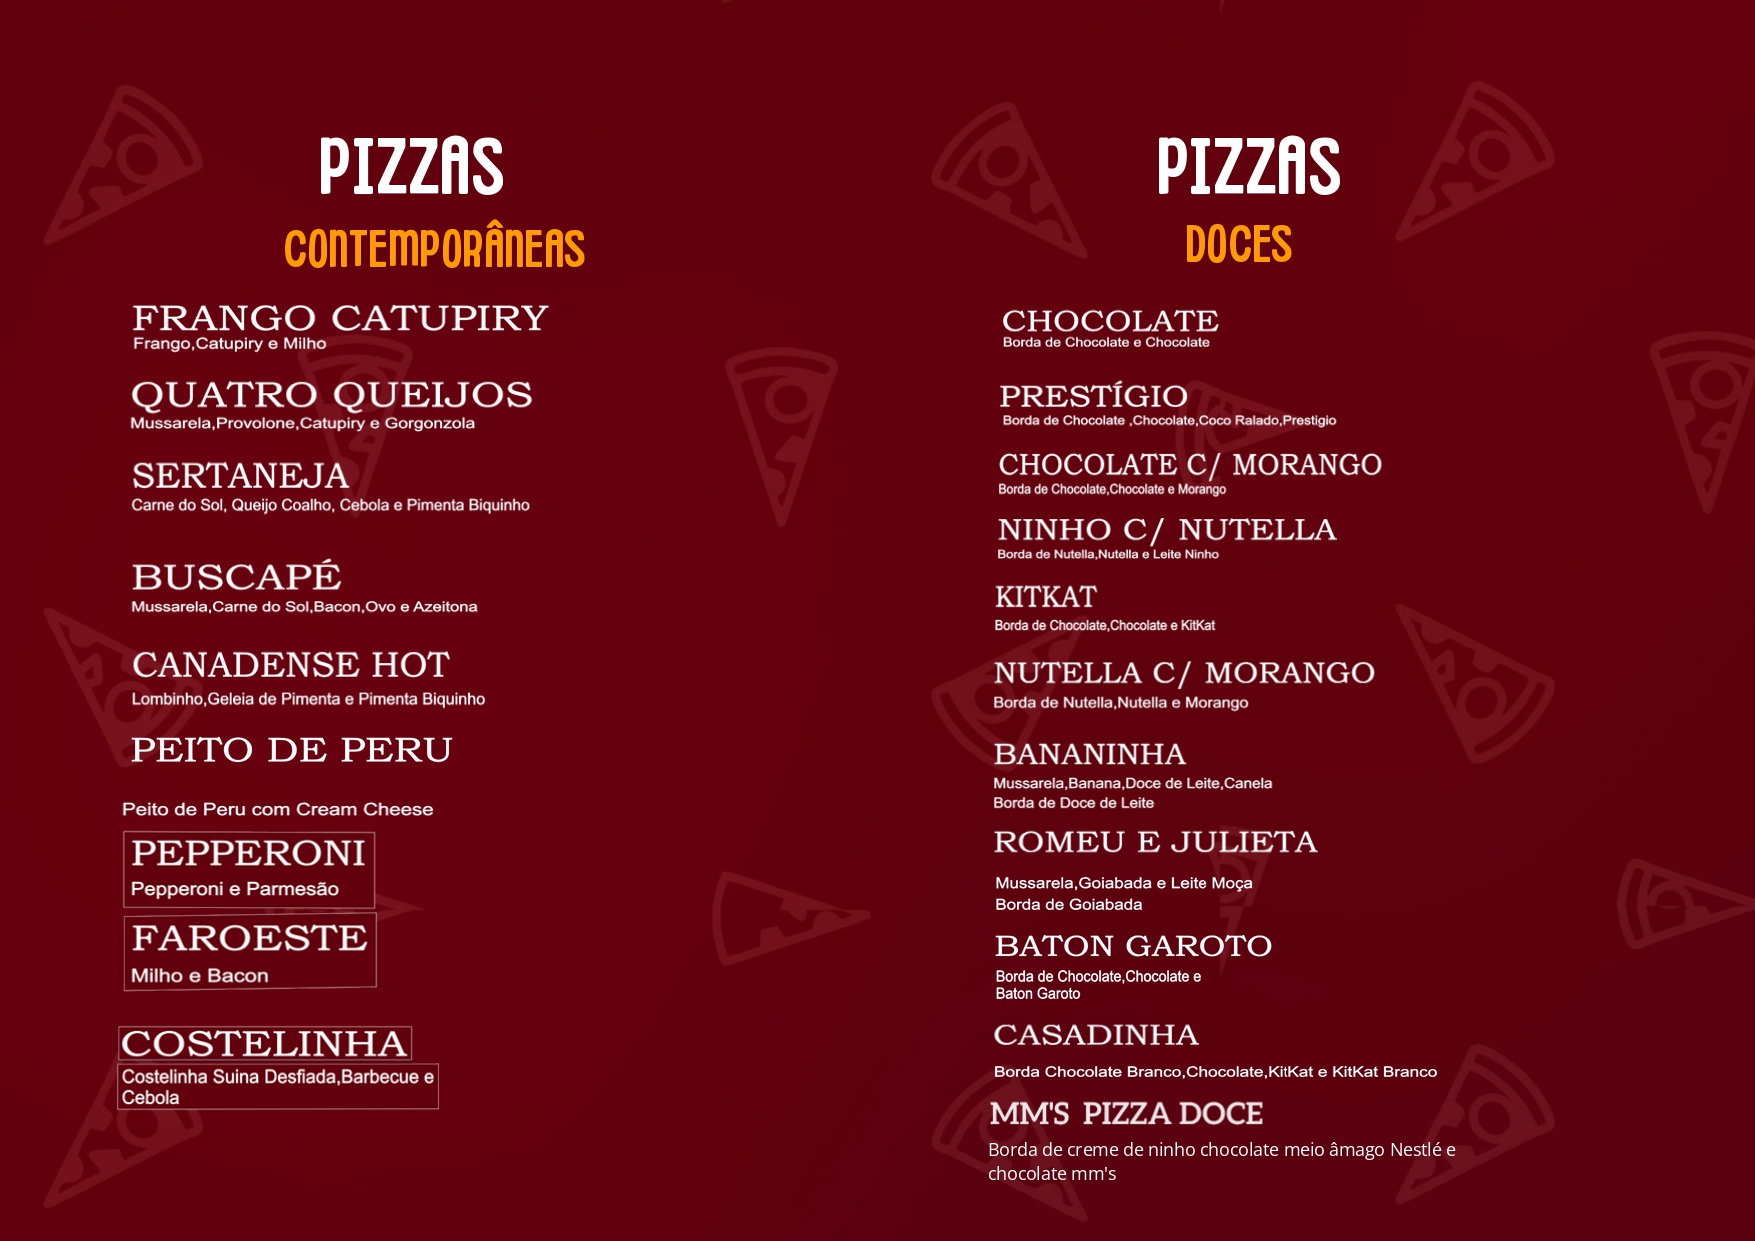 PIZZAS
CONTEMPORÂNEAS
FRANGO CATUPIRY
Frango,Catupiry e Milho
QUATRO QUEIJOS
Mussarela,Provolone,Catupiry e Gorgonzola
SERTANEJA
Carne do Sol, Queijo Coalho, Cebola e Pimenta Biquinho
BUSCAPÉ
Mussarela,Carne do Sol,Bacon,Ovo e Azeitona
CANADENSE HOT
Lombinho,Geleia de Pimenta e Pimenta Biquinho
PEITO DE PERU
Peito de Peru com Cream Cheese
PEPPERONI
Pepperoni e Parmesão
FAROESTE
Milho e Bacon
COSTELINHA
Costelinha Suina Desfiada,Barbecue e
Cebola
PIZZAS
DOCES
CHOCOLATE
Borda de Chocolate e Chocolate
PRESTÍGIO
Borda de Chocolate ,Chocolate,Coco Ralado,Prestigio
CHOCOLATE C/ MORANGO
Borda de Chocolate,Chocolate e Morango
NINHO C/ NUTELLA
Borda de Nutella,Nutella e Leite Ninho
KITKAT
Borda de Chocolate,Chocolate e KitKat
NUTELLA C/ MORANGO
Borda de Nutella,Nutella e Morango
BANANINHA
Mussarela,Banana,Doce de Leite,Canela
Borda de Doce de Leite
ROMEU E JULIETA
Mussarela,Goiabada e Leite Moça
Borda de Goiabada
BATON GAROTO
Borda de Chocolate,Chocolate e
Baton Garoto
CASADINHA
Borda Chocolate Branco,Chocolate,KitKat e KitKat Branco
MM'S PIZZA DOCE
Borda de creme de ninho chocolate meio âmago Nestlé e
chocolate mm's